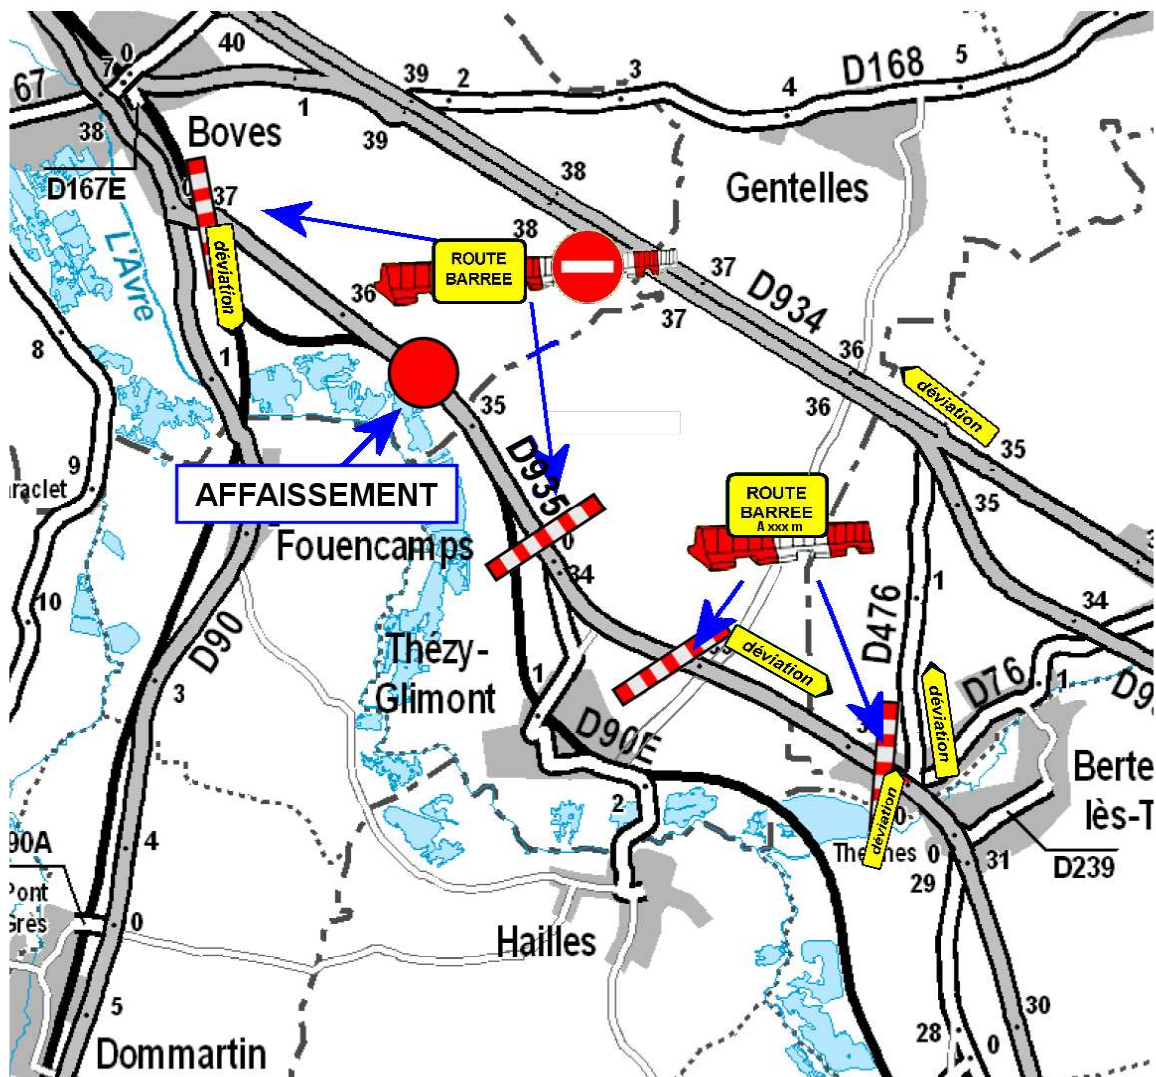 40
0
7
67
39
2
3
4
5
D168
1
39
38
Boves
Gentelles
D167E
38
37
déviation
38
ROUTE
BARREE
36
37
37
D934
L'Avre
8
1
36
36
déviation
35
35
35
AFFAISSEMENT
D935
9
raclet
ROUTE
BARREE
A xxx m
Fouencamps
0
34
10
1
34
D476
D90
Thézy-
Glimont
déviation
déviation
D76
1
3
1
D90E
Berte
lès-T
2
déviation
90A
4
0
D239
31
29
Pont
Grès
0
Hailles
5
30
28
0
Dommartin